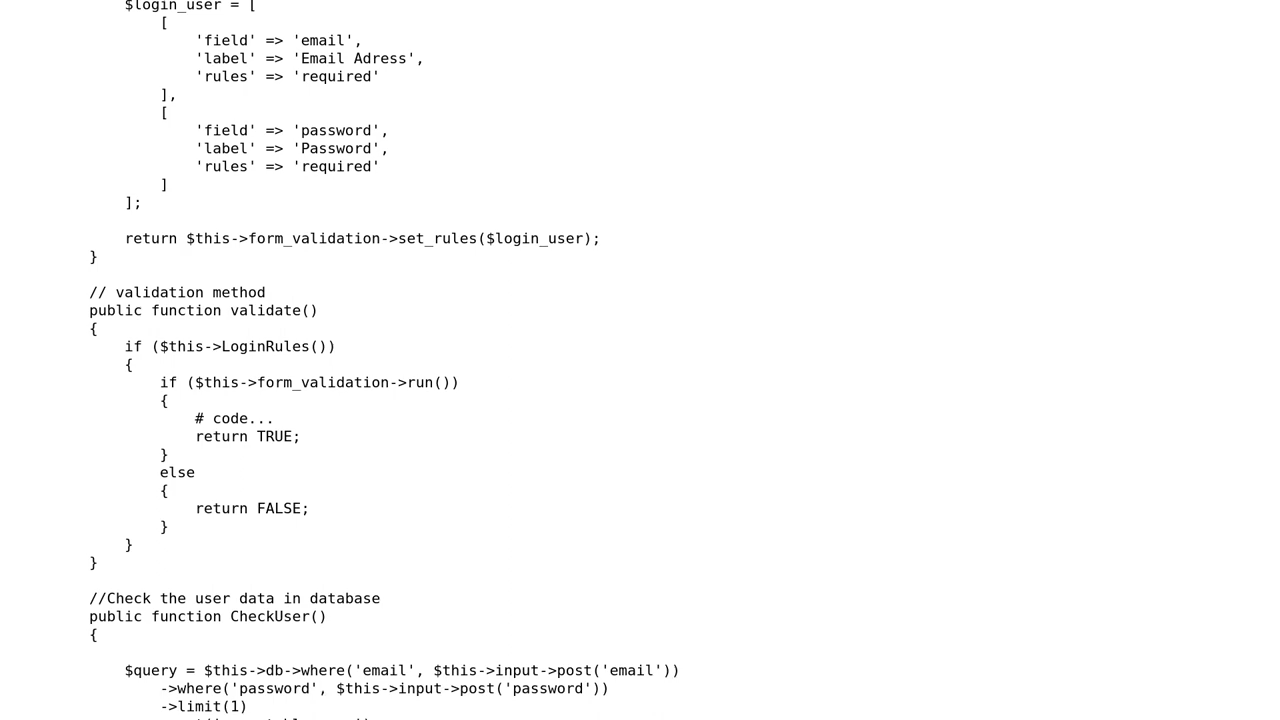 $login_user = [
[
'field' => 'email',
'label' => 'Email Adress',
'rules' => 'required'
],
[
'field' => 'password',
'label' => 'Password',
'rules' => 'required'
]
];
return $this->form_validation->set_rules($login_user);
}
// validation method
public function validate()
{
if ($this->LoginRules())
{
if ($this->form_validation->run())
{
# code...
return TRUE;
}
else
{
return FALSE;
}
}
}
//Check the user data in database
public function CheckUser()
{
$query = $this->db->where('email', $this->input->post('email'))
->where('password', $this->input->post('password'))
->limit(1)